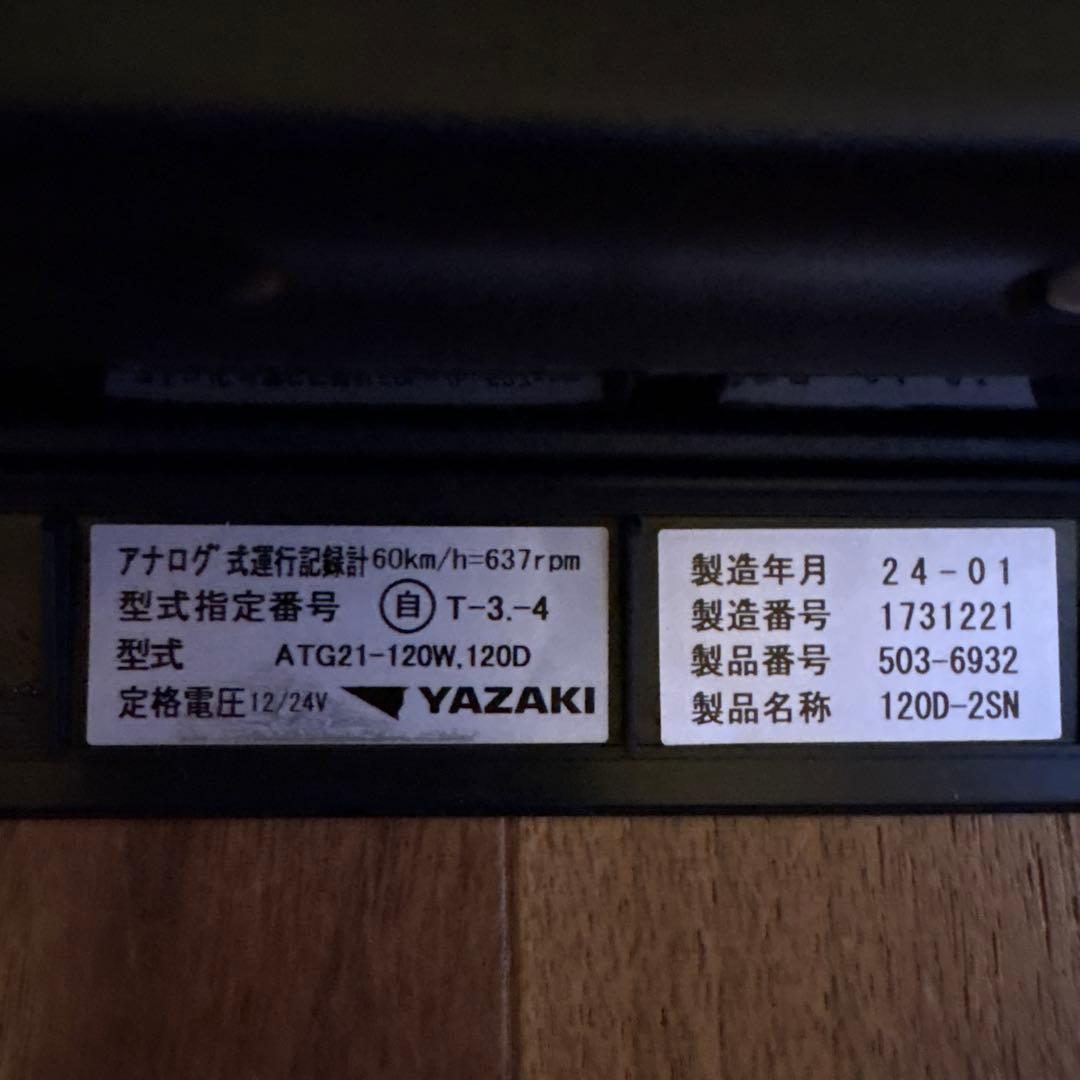 アナログ式運行記録計60km/h=637rpm
型式指定番号 自 T-3.-4
型式 ATG21-120W,120D
定格電圧12/24V YAZAKI
製造年月 24-01
製造番号 1731221
製品番号 503-6932
製品名称 120D-2SN